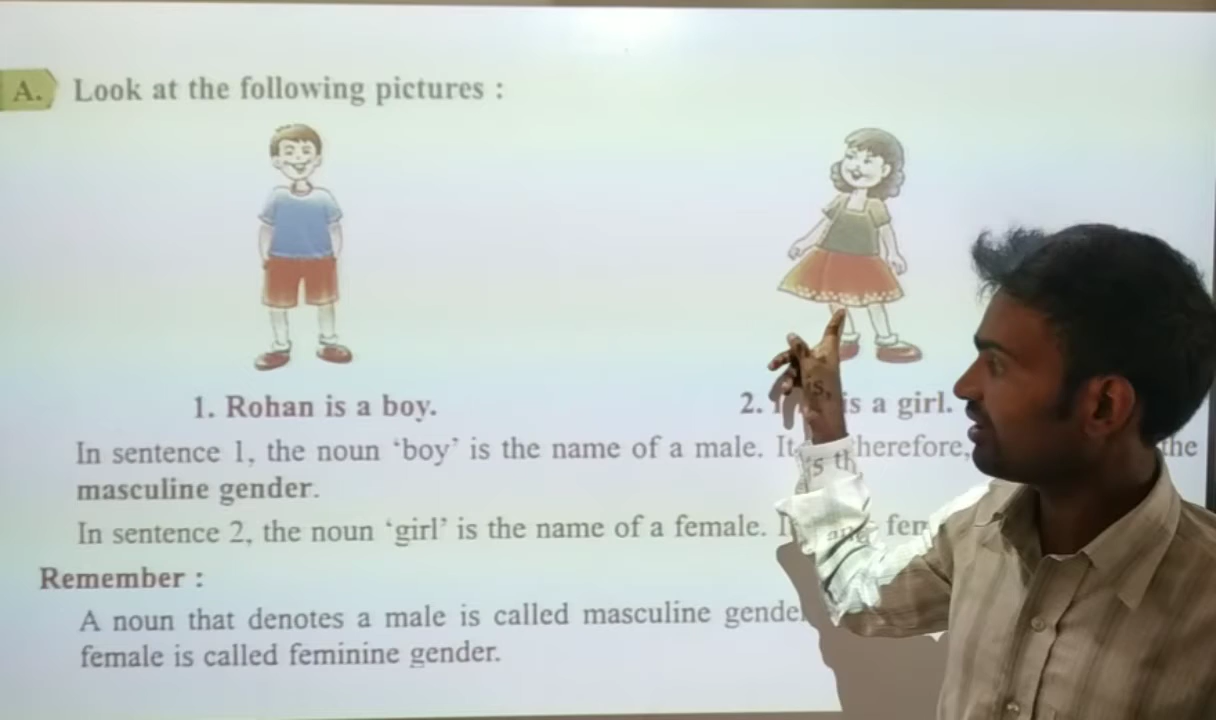 A. Look at the following pictures :
1. Rohan is a boy.
2. is a girl.
In sentence 1, the noun ‘boy’ is the name of a male. It therefore, the
masculine gender.
In sentence 2, the noun ‘girl’ is the name of a female.
Remember :
A noun that denotes a male is called masculine
female is called feminine gender.